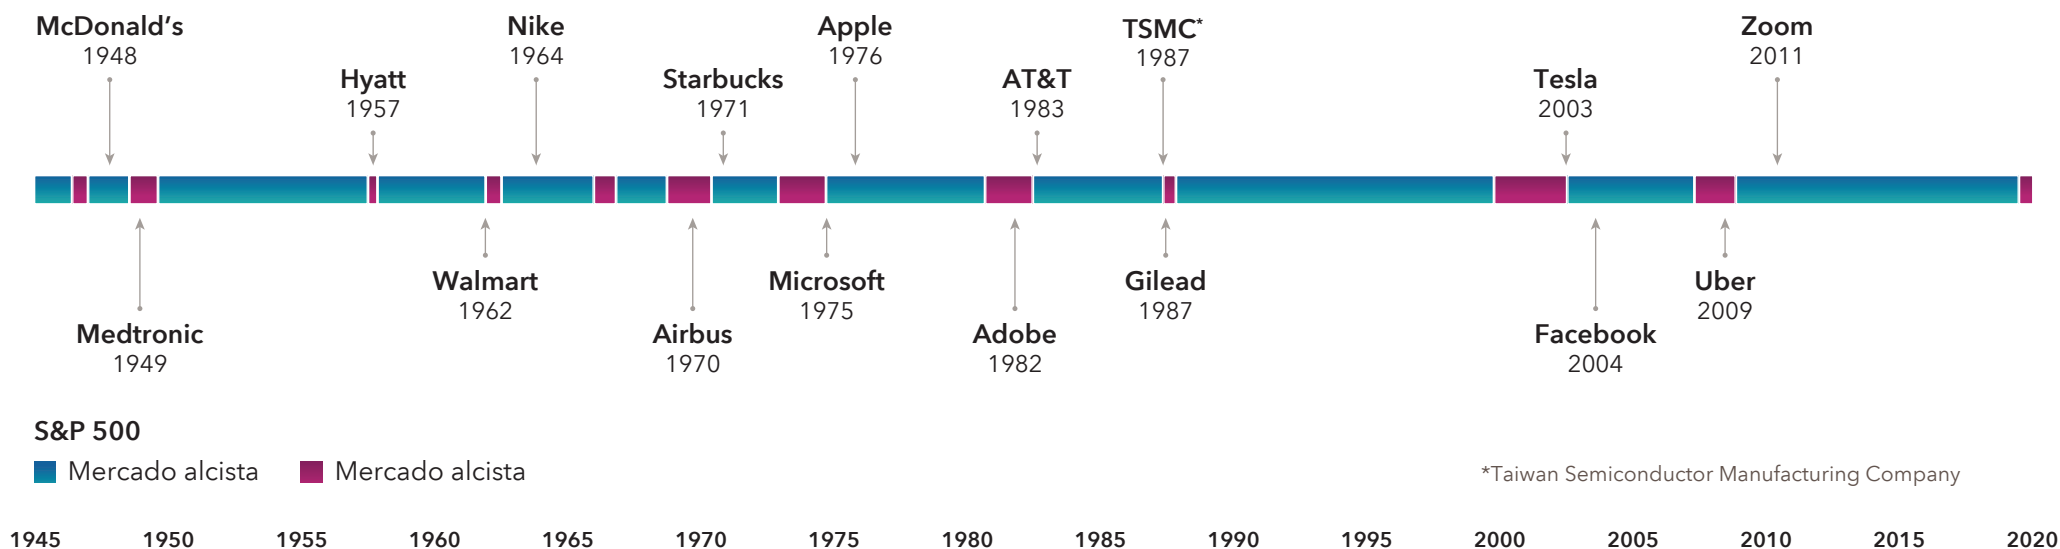 McDonald's
1948
Hyatt
1957
Nike
1964
Starbucks
1971
Apple
1976
AT&T
1983
TSMC*
1987
Tesla
2003
Zoom
2011
Medtronic
1949
Walmart
1962
Airbus
1970
Microsoft
1975
Adobe
1982
Gilead
1987
Facebook
2004
Uber
2009
S&P 500
Mercado alcista
Mercado alcista
*Taiwan Semiconductor Manufacturing Company
1945 1950 1955 1960 1965 1970 1975 1980 1985 1990 1995 2000 2005 2010 2015 2020